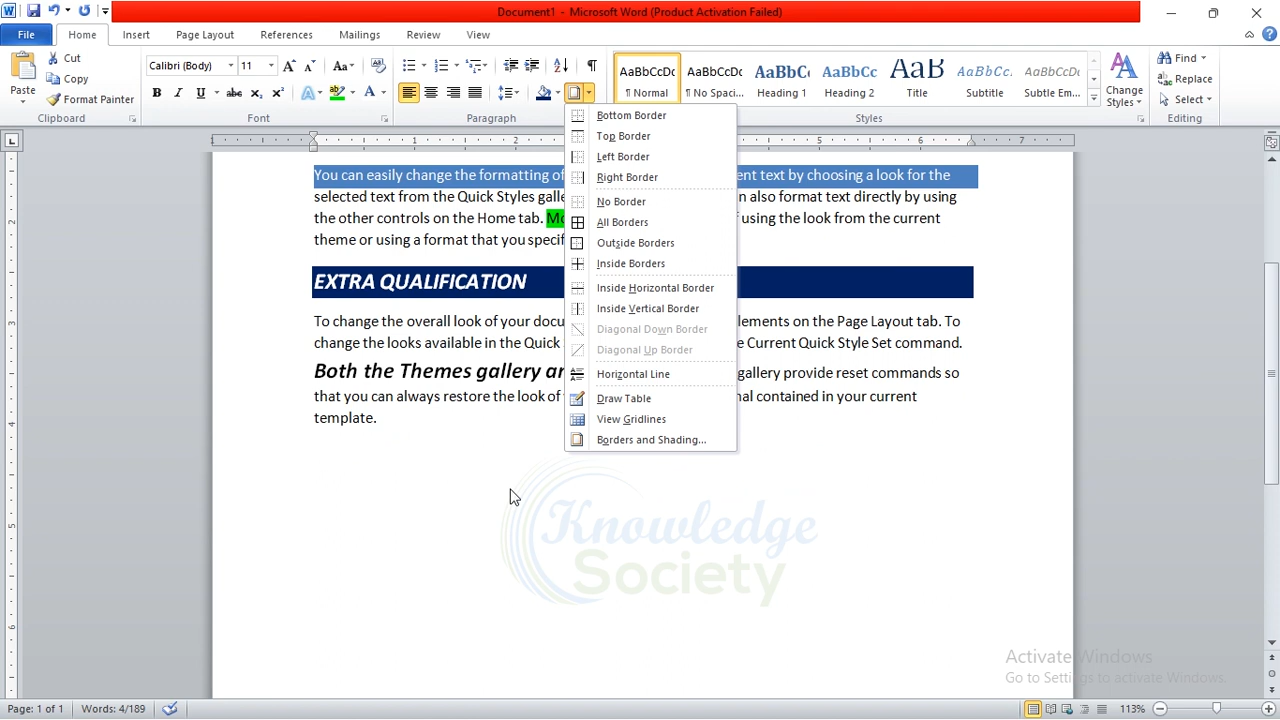 Document1 - Microsoft Word (Product Activation Failed)
File Home Insert Page Layout References Mailings Review View
Paste
Cut
Copy
Format Painter
Clipboard
Calibri (Body) 11
Font
Paragraph
AaBbCcDc AaBbCcDc AaBbCc AaBbCc AaB AaBbCc. AaBbCcDc
¶ Normal ¶ No Spaci... Heading 1 Heading 2 Title Subtitle Subtle Em...
Change Styles
Styles
Find
Replace
Select
Editing
Bottom Border
Top Border
Left Border
Right Border
No Border
All Borders
Outside Borders
Inside Borders
Inside Horizontal Border
Inside Vertical Border
Diagonal Down Border
Diagonal Up Border
Horizontal Line
Draw Table
View Gridlines
Borders and Shading...
You can easily change the formatting of ent text by choosing a look for the
selected text from the Quick Styles galle n also format text directly by using
the other controls on the Home tab. Mo f using the look from the current
theme or using a format that you specif
EXTRA QUALIFICATION
To change the overall look of your docu lements on the Page Layout tab. To
change the looks available in the Quick e Current Quick Style Set command.
Both the Themes gallery an gallery provide reset commands so
that you can always restore the look of nal contained in your current
template.
Knowledge
Society
Activate Windows
Go to Settings to activate Windows.
Page: 1 of 1 Words: 4/189 113%